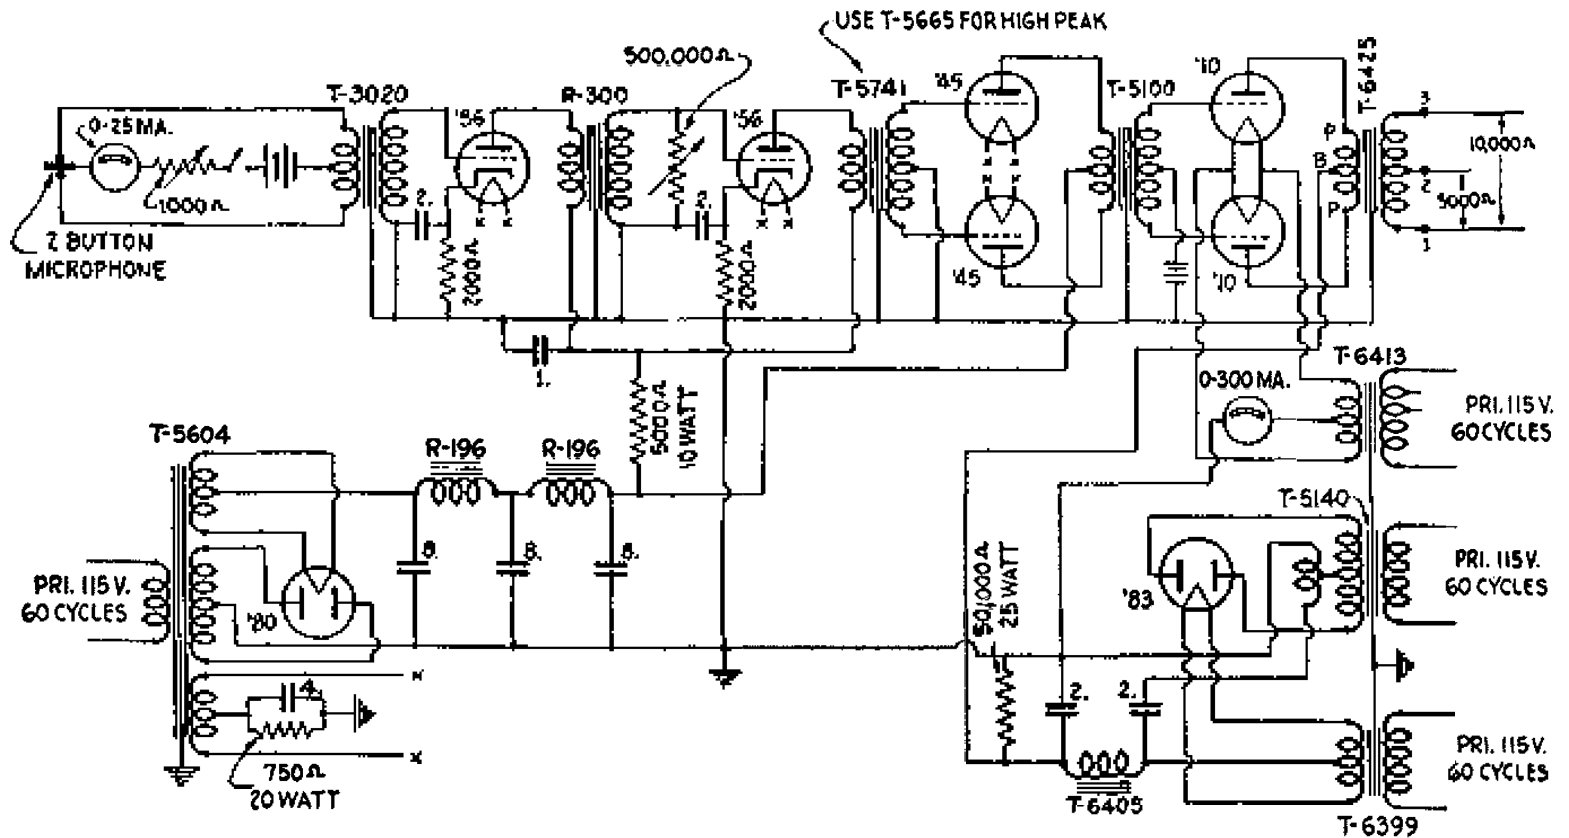 USE T-5665 FOR HIGH PEAK
500,000Ω
T-3020
R-300
T-5741
'45
T-5100
'10
T-6425
'56
'56
0-25 MA.
3
P
10,000Ω
B
2
1000Ω
2.
2.
P
5000Ω
1
2 BUTTON
MICROPHONE
x x
x x
x x
x x
2000Ω
2000Ω
'45
'10
1.
T-6413
0-300 MA.
5000Ω
10 WATT
PRI. 115 V.
60 CYCLES
T-5604
R-196
R-196
T-5140
8.
8.
8.
50,000Ω
25 WATT
PRI. 115 V.
60 CYCLES
PRI. 115 V.
60 CYCLES
'80
'83
x
4.
2.
2.
x
750Ω
20 WATT
PRI. 115 V.
60 CYCLES
T-6405
T-6399